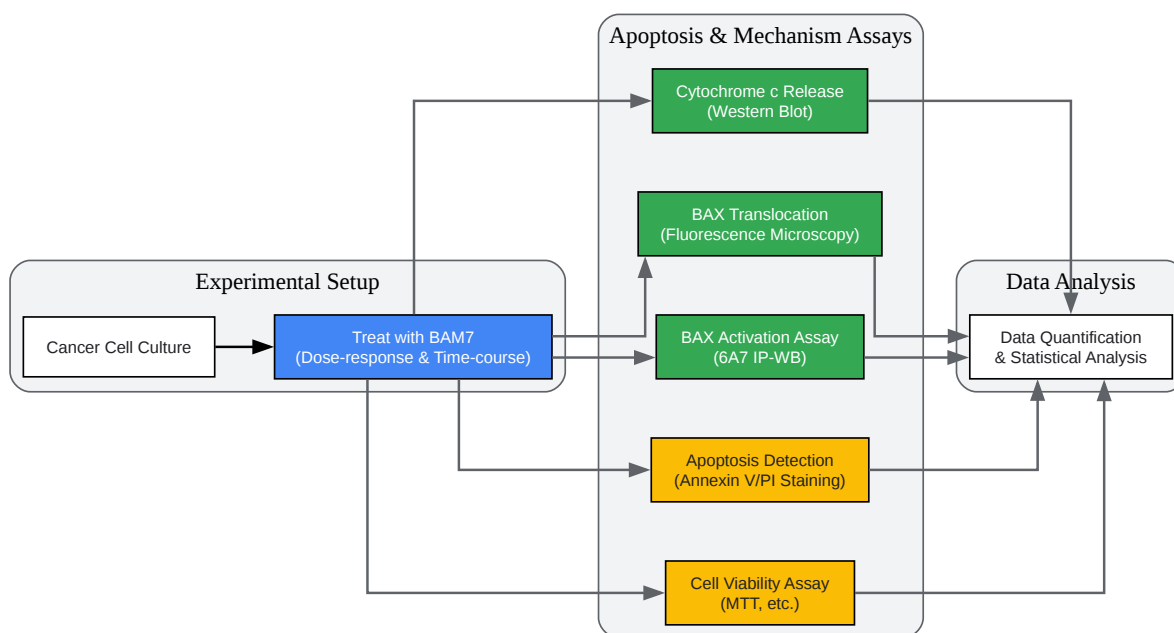 Experimental Setup
Cancer Cell Culture
Treat with BAM7
(Dose-response & Time-course)
Apoptosis & Mechanism Assays
Cytochrome c Release
(Western Blot)
BAX Translocation
(Fluorescence Microscopy)
BAX Activation Assay
(6A7 IP-WB)
Apoptosis Detection
(Annexin V/PI Staining)
Cell Viability Assay
(MTT, etc.)
Data Analysis
Data Quantification
& Statistical Analysis